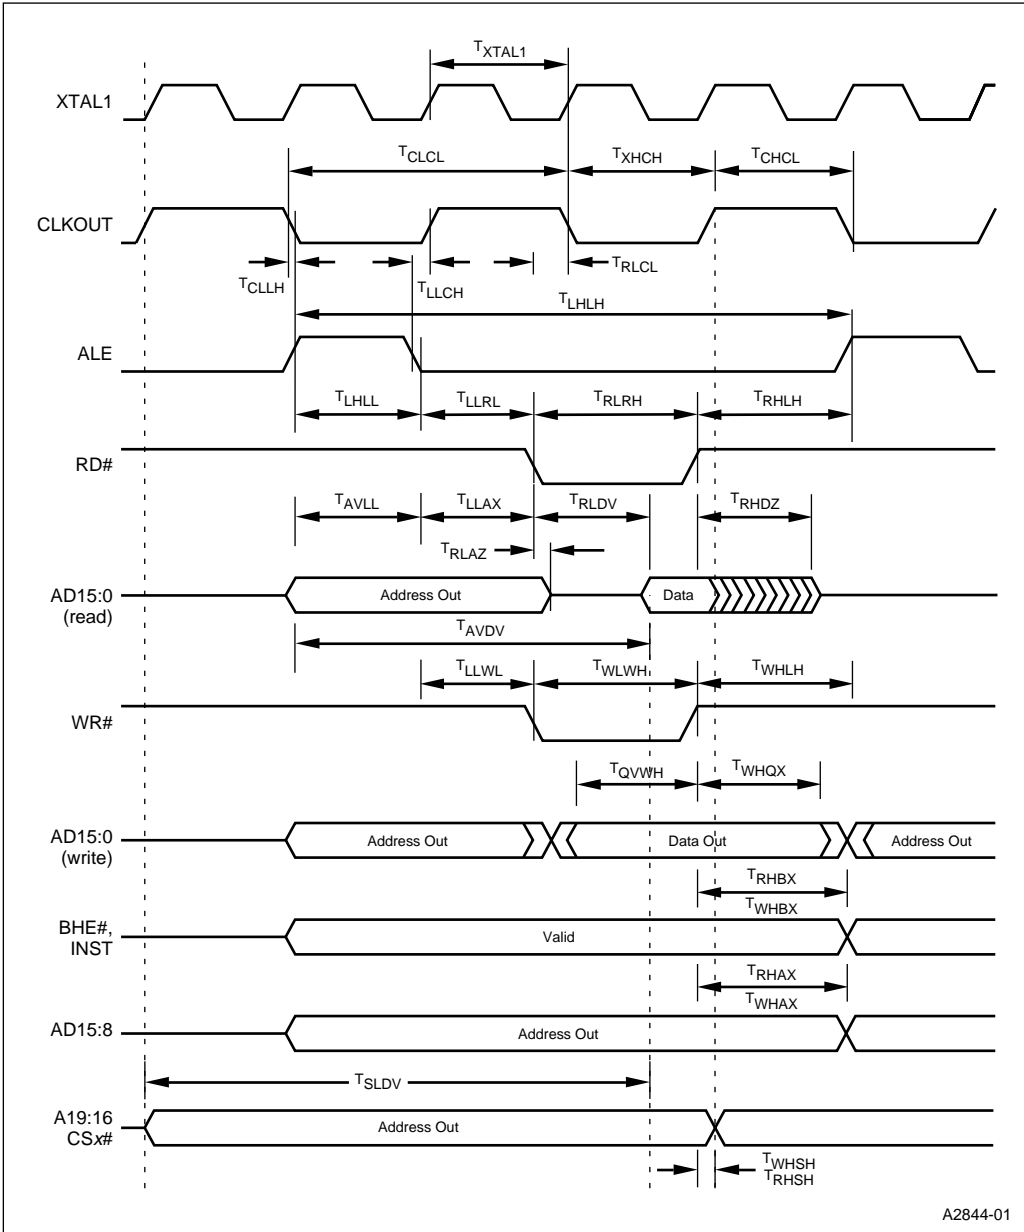 TXTAL1
XTAL1
TCLCL
TXHCH
TCHCL
CLKOUT
TCLLH
TLLCH
TRLCL
TLHLH
ALE
TLHLL
TLLRL
TRLRH
TRHLH
RD#
TAVLL
TLLAX
TRLDV
TRHDZ
TRLAZ
AD15:0
(read)
Address Out
Data
TAVDV
TLLWL
TWLWH
TWHLH
WR#
TQVWH
TWHQX
AD15:0
(write)
Address Out
Data Out
Address Out
TRHBX
TWHBX
BHE#,
INST
Valid
TRHAX
TWHAX
AD15:8
Address Out
TSLDV
A19:16
CSx#
Address Out
TWHSH
TRHSH
A2844-01